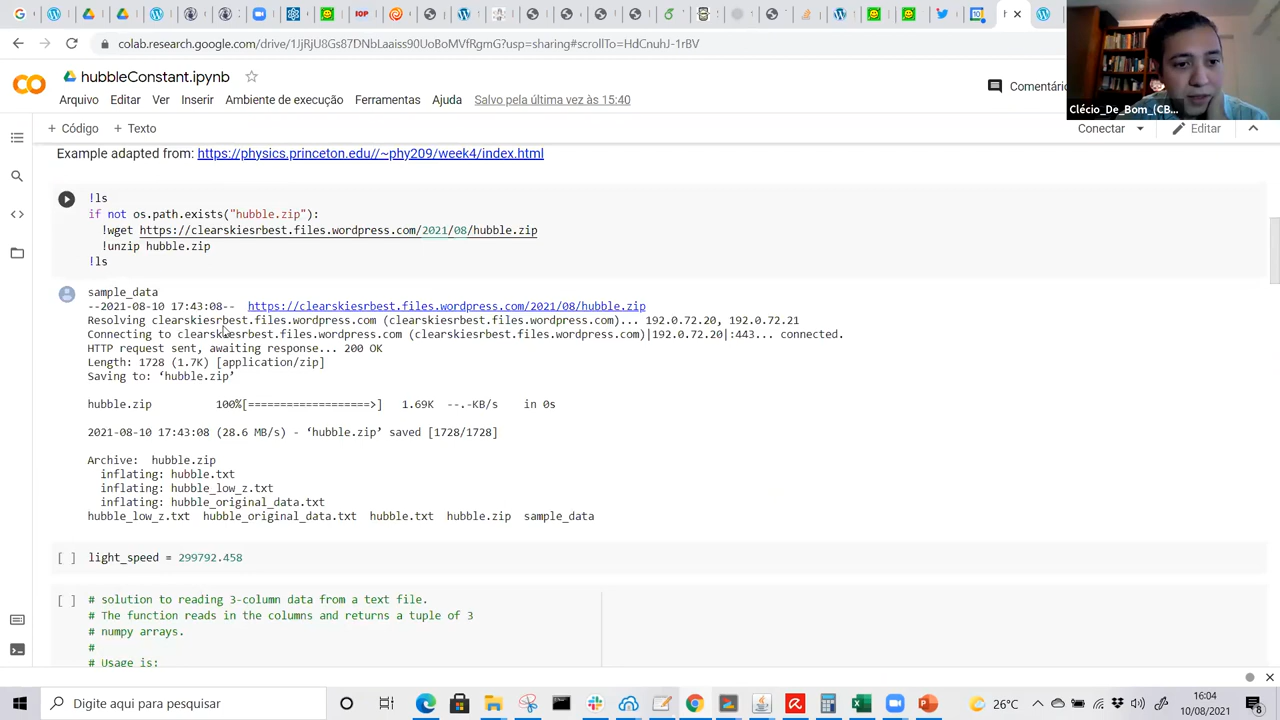 colab.research.google.com/drive/1JjRjU8Gs87DNbLaaiss9tUoBoMVfRgmG?usp=sharing#scrollTo=HdCnuhJ-1rBV
hubbleConstant.ipynb
Comentário
Arquivo Editar Ver Inserir Ambiente de execução Ferramentas Ajuda Salvo pela última vez às 15:40
Clécio_De_Bom_(CB...
+ Código + Texto
Conectar Editar
Example adapted from: https://physics.princeton.edu//~phy209/week4/index.html
!ls
if not os.path.exists("hubble.zip"):
!wget https://clearskiesrbest.files.wordpress.com/2021/08/hubble.zip
!unzip hubble.zip
!ls
sample_data
--2021-08-10 17:43:08-- https://clearskiesrbest.files.wordpress.com/2021/08/hubble.zip
Resolving clearskiesrbest.files.wordpress.com (clearskiesrbest.files.wordpress.com)... 192.0.72.20, 192.0.72.21
Connecting to clearskiesrbest.files.wordpress.com (clearskiesrbest.files.wordpress.com)|192.0.72.20|:443... connected.
HTTP request sent, awaiting response... 200 OK
Length: 1728 (1.7K) [application/zip]
Saving to: ‘hubble.zip’
hubble.zip 100%[===================>] 1.69K --.-KB/s in 0s
2021-08-10 17:43:08 (28.6 MB/s) - ‘hubble.zip’ saved [1728/1728]
Archive: hubble.zip
inflating: hubble.txt
inflating: hubble_low_z.txt
inflating: hubble_original_data.txt
hubble_low_z.txt hubble_original_data.txt hubble.txt hubble.zip sample_data
[ ] light_speed = 299792.458
[ ] # solution to reading 3-column data from a text file.
# The function reads in the columns and returns a tuple of 3
# numpy arrays.
#
# Usage is:
Digite aqui para pesquisar
26°C
16:04
10/08/2021
8